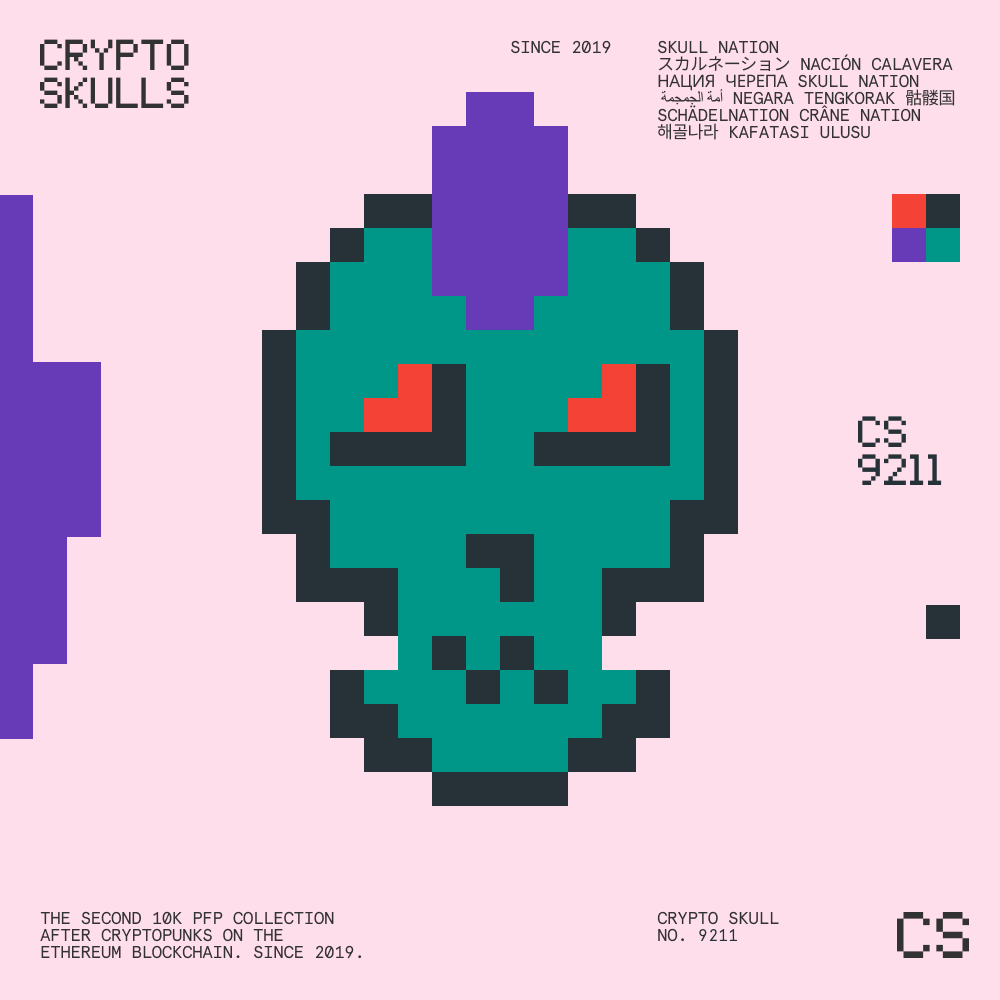 CRYPTO
SKULLS
SINCE 2019
SKULL NATION
スカルネーション NACIÓN CALAVERA
НАЦИЯ ЧЕРЕПА SKULL NATION
أمة الجمجمة NEGARA TENGKORAK 骷髅国
SCHÄDELNATION CRÂNE NATION
해골나라 KAFATASI ULUSU
CS
9211
THE SECOND 10K PFP COLLECTION
AFTER CRYPTOPUNKS ON THE
ETHEREUM BLOCKCHAIN. SINCE 2019.
CRYPTO SKULL
NO. 9211
CS